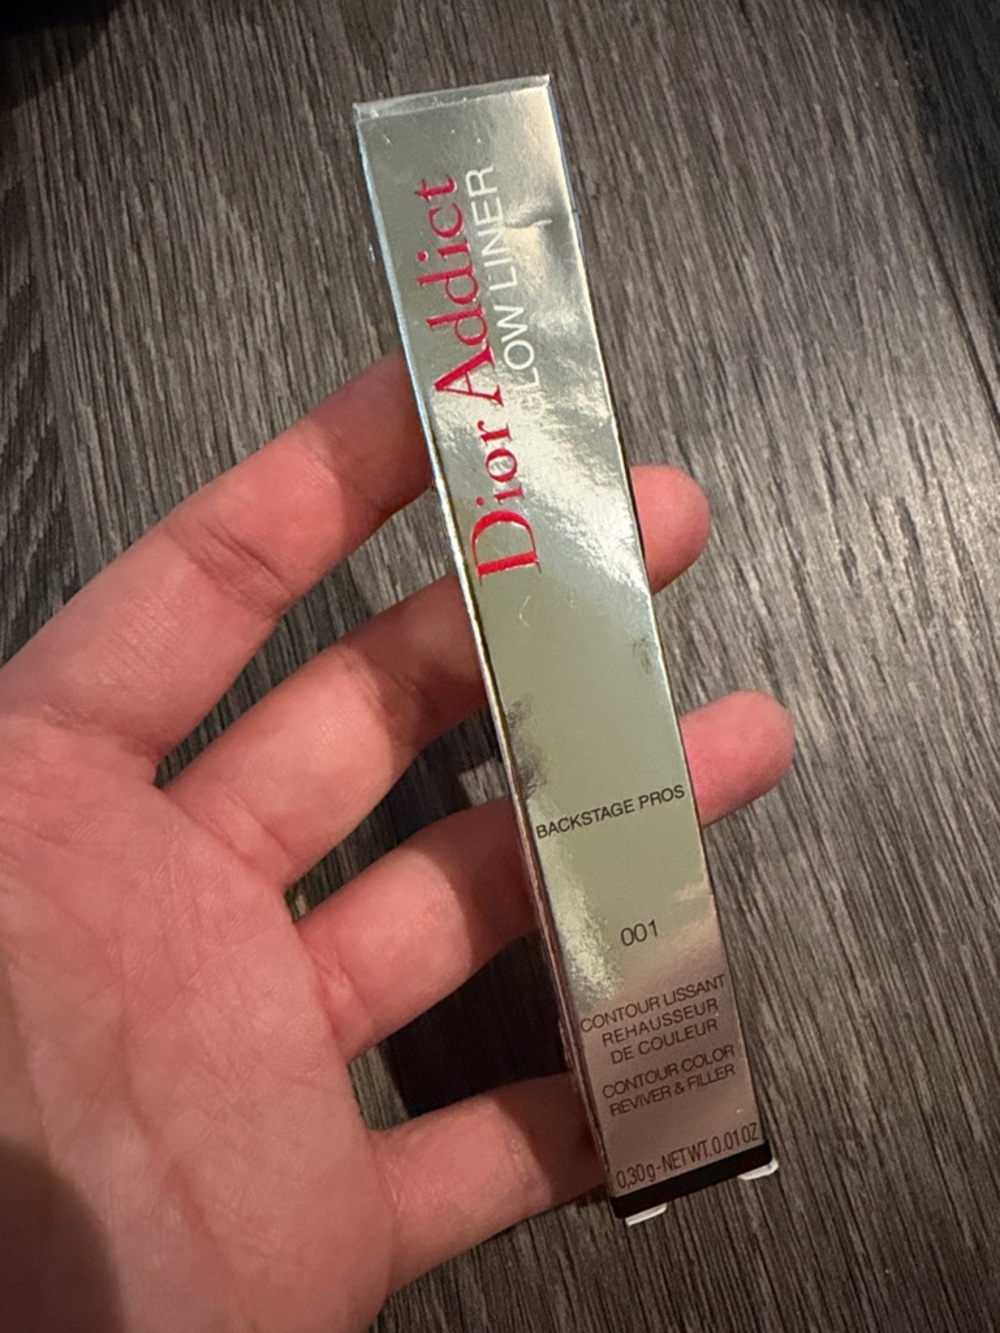 Dior Addict
GLOW LINER
BACKSTAGE PROS
001
CONTOUR LISSANT
REHAUSSEUR
DE COULEUR
CONTOUR COLOR
REVIVER & FILLER
0,30g-NET WT. 0.01 OZ